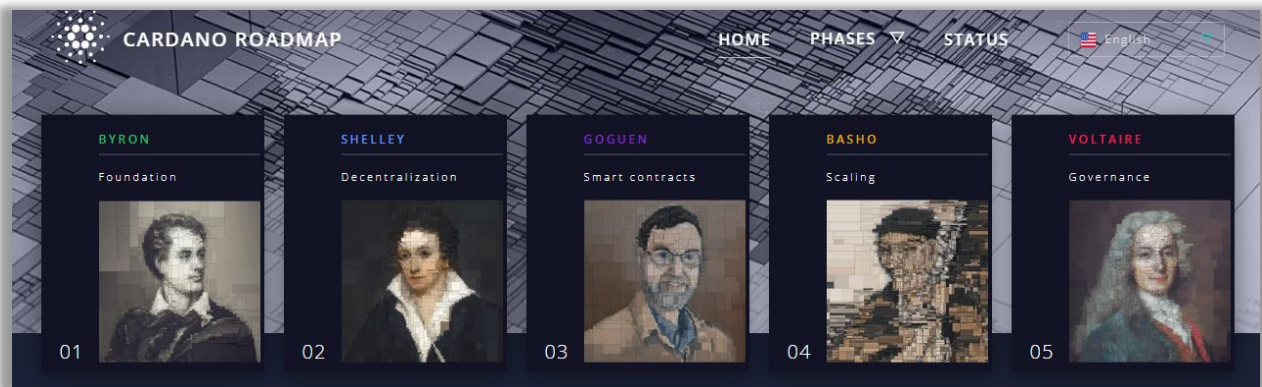 CARDANO ROADMAP
HOME PHASES STATUS English
BYRON
Foundation
01
SHELLEY
Decentralization
02
GOGUEN
Smart contracts
03
BASHO
Scaling
04
VOLTAIRE
Governance
05